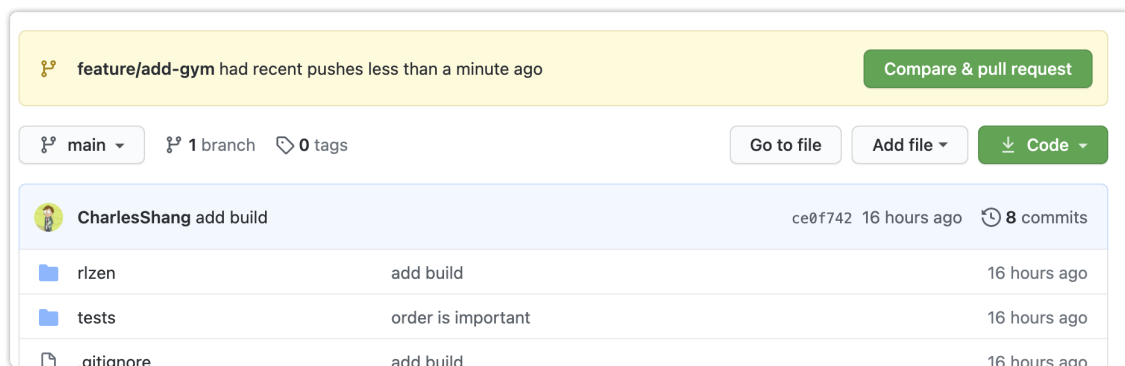 feature/add-gym had recent pushes less than a minute ago Compare & pull request
main 1 branch 0 tags Go to file Add file Code
CharlesShang add build ce0f742 16 hours ago 8 commits
rlzen add build 16 hours ago
tests order is important 16 hours ago
.gitignore add build 16 hours ago